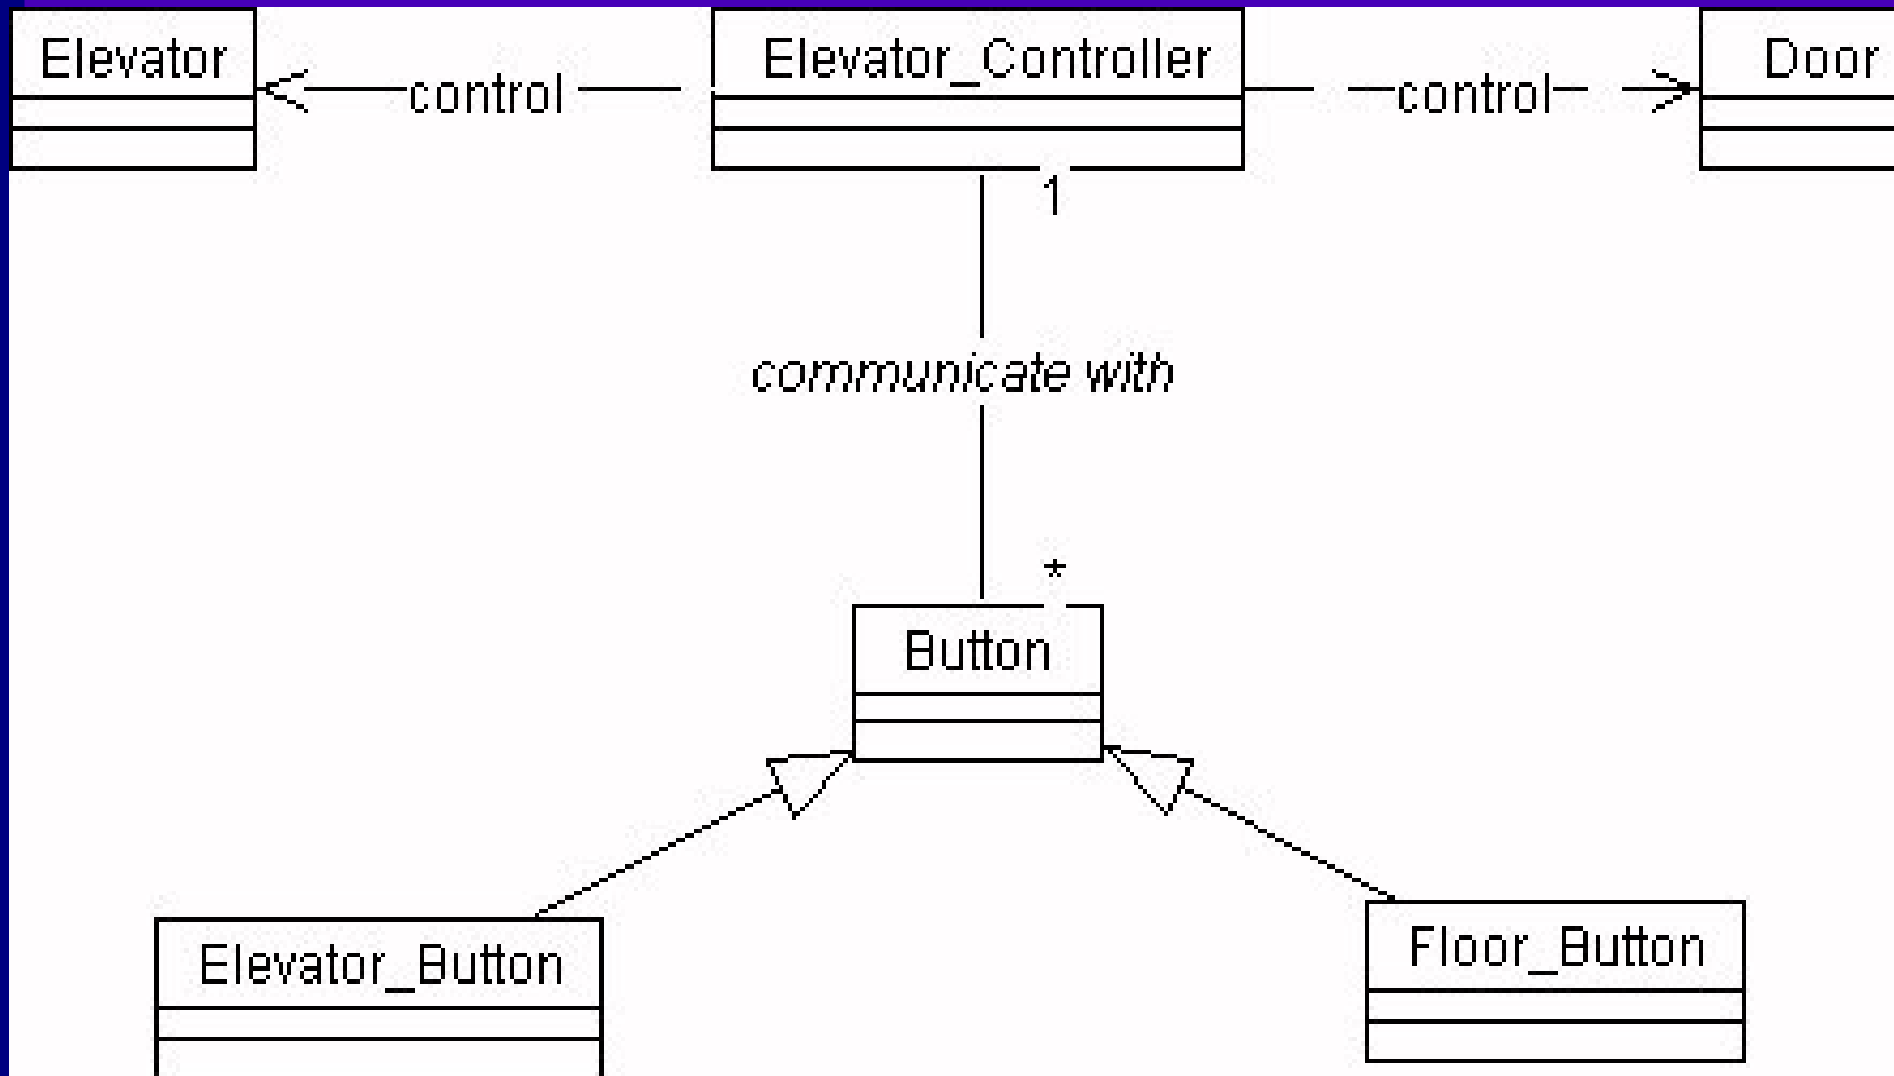 Elevator
control
Elevator_Controller
control
Door
1
communicate with
*
Button
Elevator_Button
Floor_Button